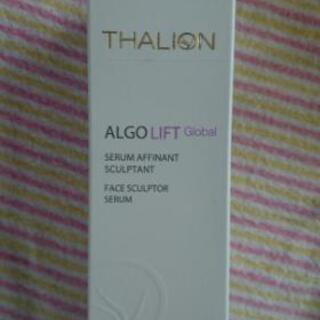 THALION
ALGO LIFT Global
SERUM AFFINANT
SCULPTANT
FACE SCULPTOR
SERUM